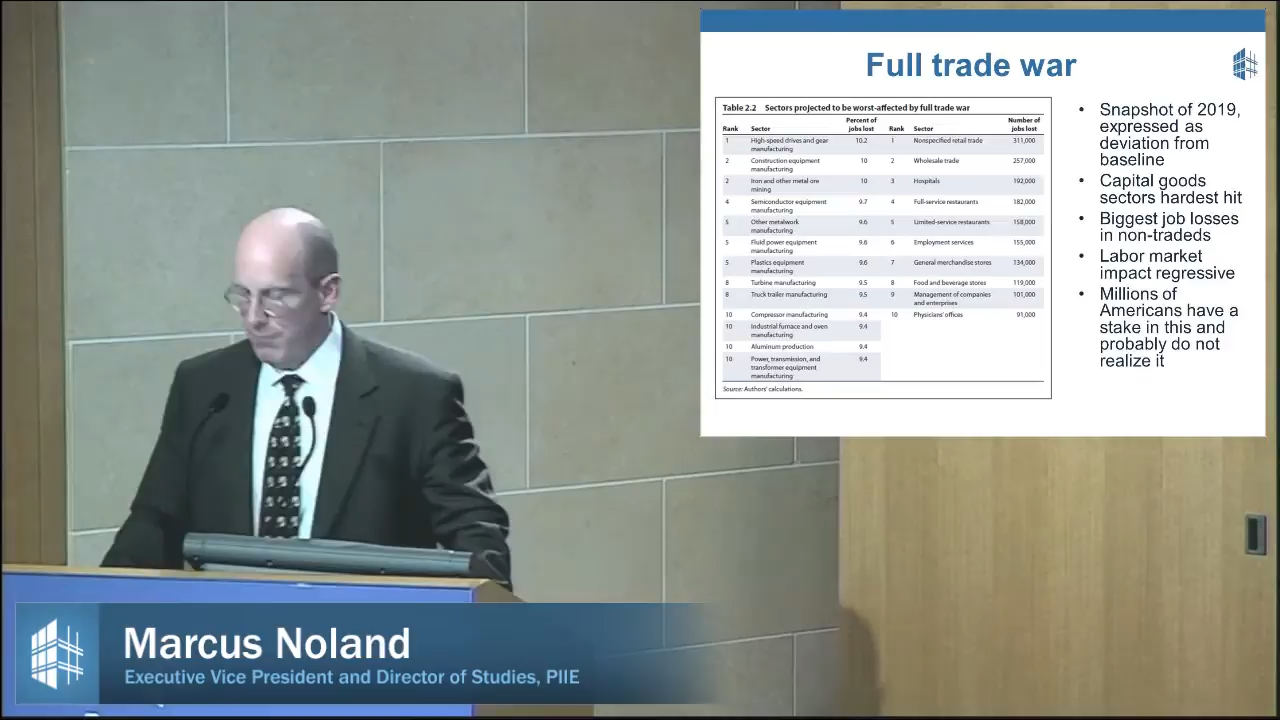 Full trade war
Table 2.2 Sectors projected to be worst-affected by full trade war
Rank Sector Percent of jobs lost Rank Sector Number of jobs lost
1 High-speed drives and gear manufacturing 10.2 1 Nonspecified retail trade 311,000
2 Construction equipment manufacturing 10 2 Wholesale trade 257,000
2 Iron and other metal ore mining 10 3 Hospitals 192,000
4 Semiconductor equipment manufacturing 9.7 4 Full-service restaurants 182,000
5 Other metalwork manufacturing 9.6 5 Limited-service restaurants 158,000
5 Fluid power equipment manufacturing 9.6 6 Employment services 155,000
5 Plastics equipment manufacturing 9.6 7 General merchandise stores 134,000
8 Turbine manufacturing 9.5 8 Food and beverage stores 119,000
8 Truck trailer manufacturing 9.5 9 Management of companies and enterprises 101,000
10 Compressor manufacturing 9.4 10 Physicians' offices 91,000
10 Industrial furnace and oven manufacturing 9.4
10 Aluminum production 9.4
10 Power, transmission, and transformer equipment manufacturing 9.4
Source: Authors' calculations.
• Snapshot of 2019,
expressed as
deviation from
baseline
• Capital goods
sectors hardest hit
• Biggest job losses
in non-tradeds
• Labor market
impact regressive
• Millions of
Americans have a
stake in this and
probably do not
realize it
Marcus Noland
Executive Vice President and Director of Studies, PIIE